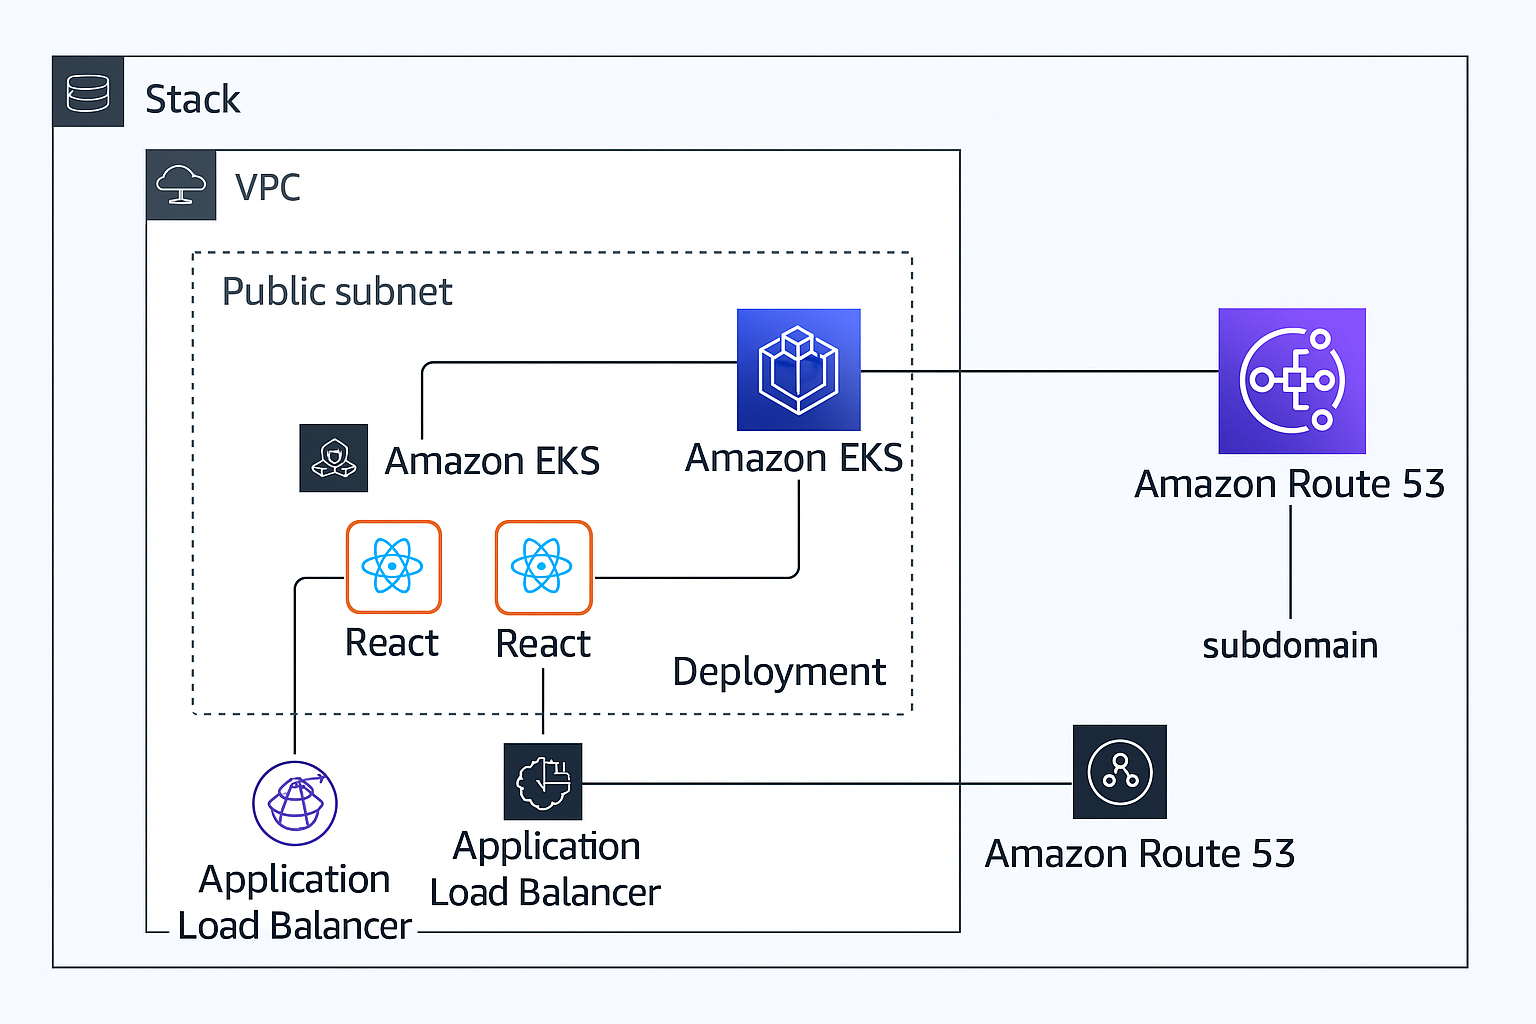 Stack
VPC
Public subnet
Amazon EKS
Amazon EKS
Amazon Route 53
React
React
subdomain
Deployment
Application
Load Balancer
Application
Load Balancer
Amazon Route 53